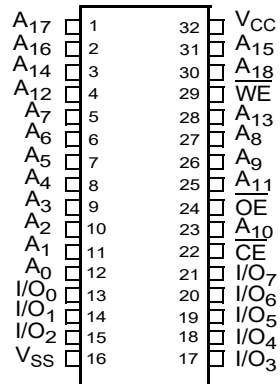 A17 1 32 VCC
A16 2 31 A15
A14 3 30 A18
A12 4 29 W̅E̅
A7 5 28 A13
A6 6 27 A8
A5 7 26 A9
A4 8 25 A11
A3 9 24 O̅E̅
A2 10 23 A10
A1 11 22 C̅E̅
A0 12 21 I/O7
I/O0 13 20 I/O6
I/O1 14 19 I/O5
I/O2 15 18 I/O4
VSS 16 17 I/O3